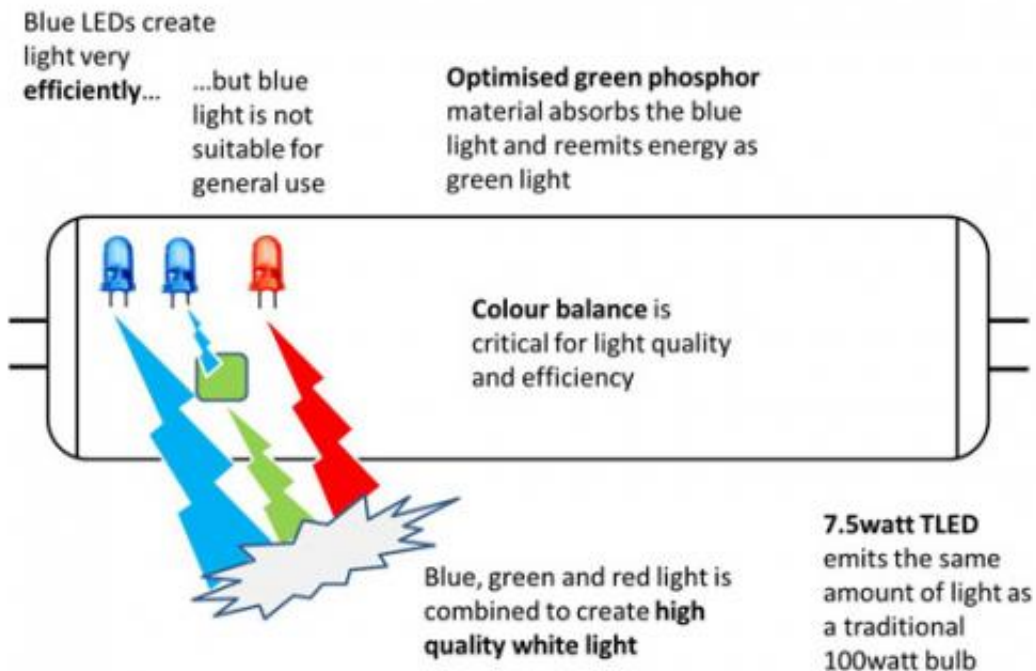 Blue LEDs create
light very
efficiently...
...but blue
light is not
suitable for
general use
Optimised green phosphor
material absorbs the blue
light and reemits energy as
green light
Colour balance is
critical for light quality
and efficiency
Blue, green and red light is
combined to create high
quality white light
7.5watt TLED
emits the same
amount of light as
a traditional
100watt bulb